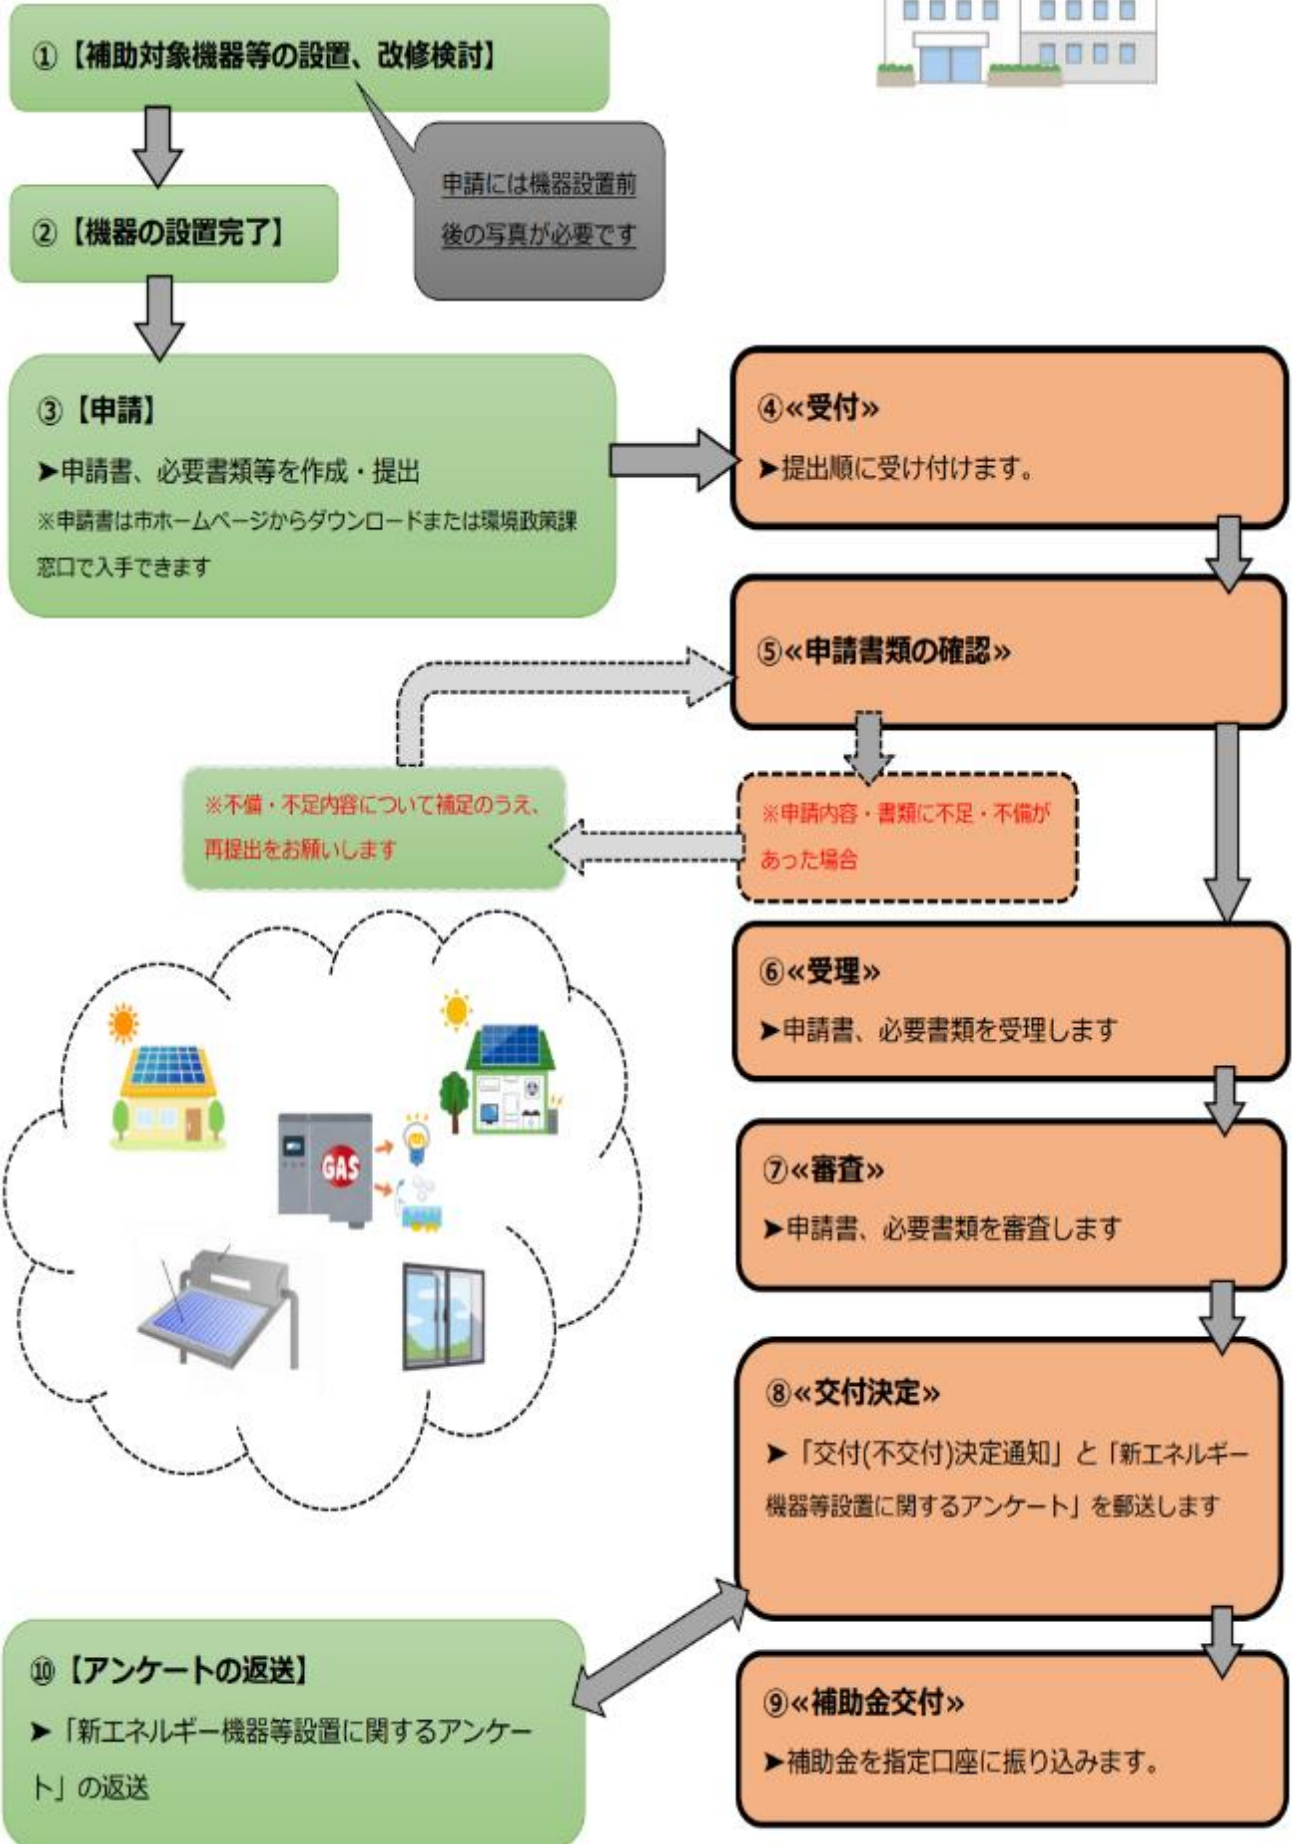 ①【補助対象機器等の設置、改修検討】
申請には機器設置前
後の写真が必要です
②【機器の設置完了】
③【申請】
➤申請書、必要書類等を作成・提出
※申請書は市ホームページからダウンロードまたは環境政策課
窓口で入手できます
④≪受付≫
➤提出順に受け付けます。
⑤≪申請書類の確認≫
※申請内容・書類に不足・不備が
あった場合
※不備・不足内容について補足のうえ、
再提出をお願いします
⑥≪受理≫
➤申請書、必要書類を受理します
GAS
⑦≪審査≫
➤申請書、必要書類を審査します
⑧≪交付決定≫
➤「交付(不交付)決定通知」と「新エネルギー
機器等設置に関するアンケート」を郵送します
⑨≪補助金交付≫
➤補助金を指定口座に振り込みます。
⑩【アンケートの返送】
➤「新エネルギー機器等設置に関するアンケー
ト」の返送